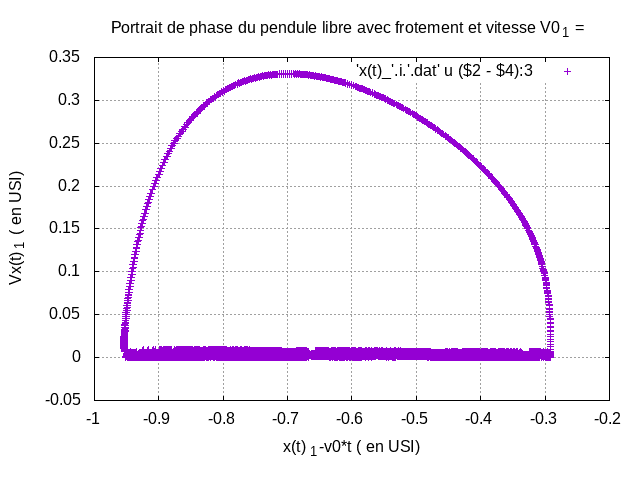 Portrait de phase du pendule libre avec frotement et vitesse V0₁ =
'x(t)_'.i.'.dat' u ($2 - $4):3
0.35
0.3
0.25
0.2
0.15
0.1
0.05
0
-0.05
Vx(t)₁ ( en USI)
-1 -0.9 -0.8 -0.7 -0.6 -0.5 -0.4 -0.3 -0.2
x(t)₁-v0*t ( en USI)